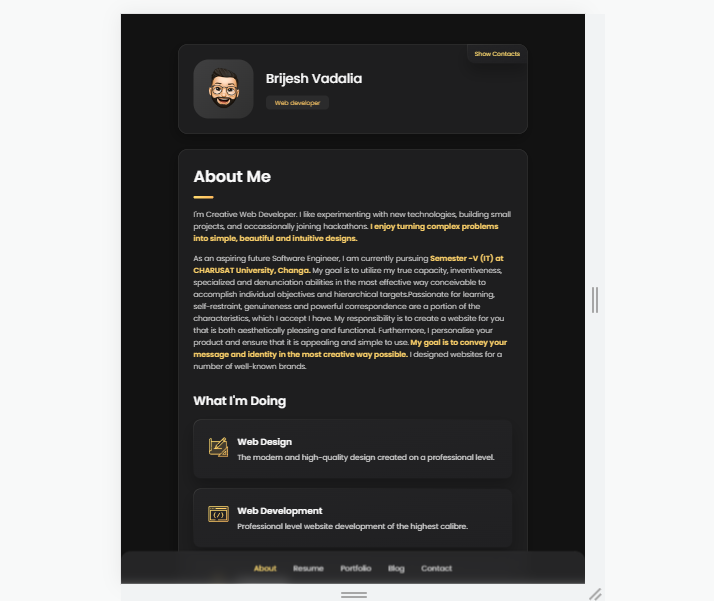 Show Contacts
Brijesh Vadalia
Web developer
About Me
I'm Creative Web Developer. I like experimenting with new technologies, building small
projects, and occassionally joining hackathons. I enjoy turning complex problems
into simple, beautiful and intuitive designs.
As an aspiring future Software Engineer, I am currently pursuing Semester -V (IT) at
CHARUSAT University, Changa. My goal is to utilize my true capacity, inventiveness,
specialized and denunciation abilities in the most effective way conceivable to
accomplish individual objectives and hierarchical targets.Passionate for learning,
self-restraint, genuineness and powerful correspondence are a portion of the
characteristics, which I accept I have. My responsibility is to create a website for you
that is both aesthetically pleasing and functional. Furthermore, I personalise your
product and ensure that it is appealing and simple to use. My goal is to convey your
message and identity in the most creative way possible. I designed websites for a
number of well-known brands.
What I'm Doing
Web Design
The modern and high-quality design created on a professional level.
Web Development
Professional level website development of the highest calibre.
About Resume Portfolio Blog Contact